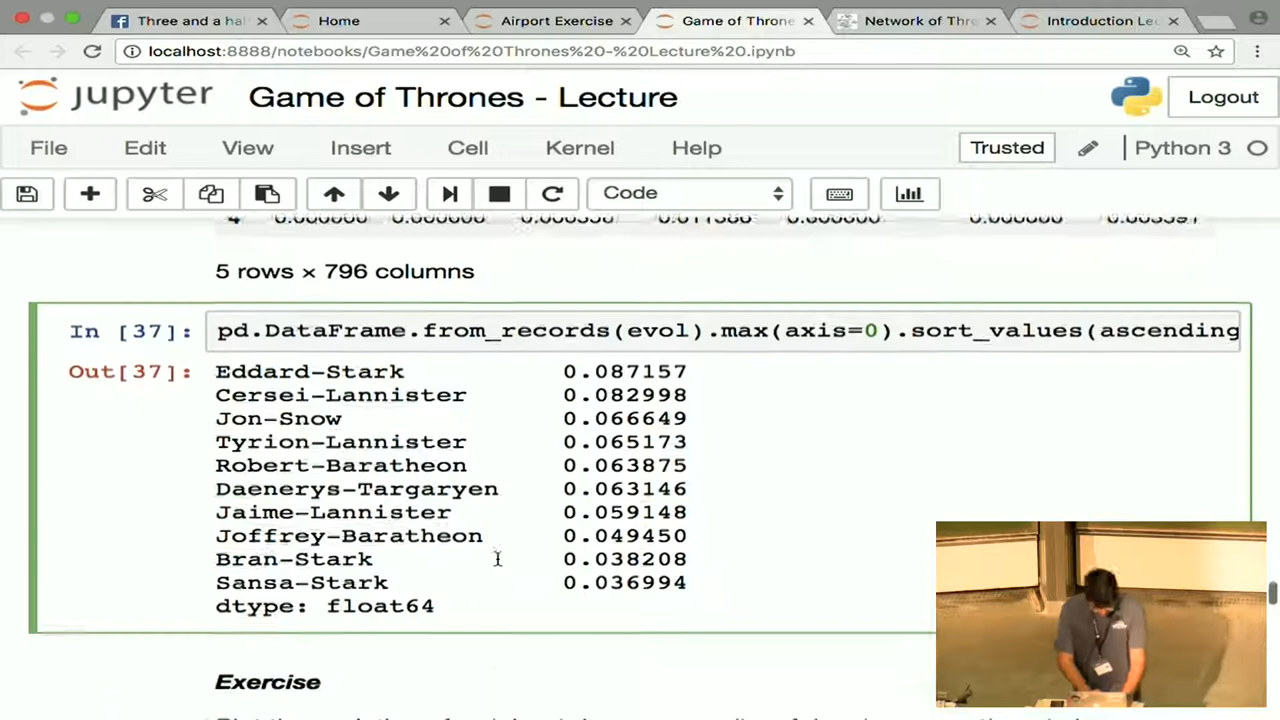 Three and a ha
Home
Airport Exercise
Game of Throne
Network of Thr
Introduction Le
localhost:8888/notebooks/Game%20of%20Thrones%20-%20Lecture%20.ipynb
jupyter
Game of Thrones - Lecture
Logout
File Edit View Insert Cell Kernel Help Trusted Python 3
Code
5 rows × 796 columns
In [37]: pd.DataFrame.from_records(evol).max(axis=0).sort_values(ascending
Out[37]: Eddard-Stark 0.087157
Cersei-Lannister 0.082998
Jon-Snow 0.066649
Tyrion-Lannister 0.065173
Robert-Baratheon 0.063875
Daenerys-Targaryen 0.063146
Jaime-Lannister 0.059148
Joffrey-Baratheon 0.049450
Bran-Stark 0.038208
Sansa-Stark 0.036994
dtype: float64
Exercise